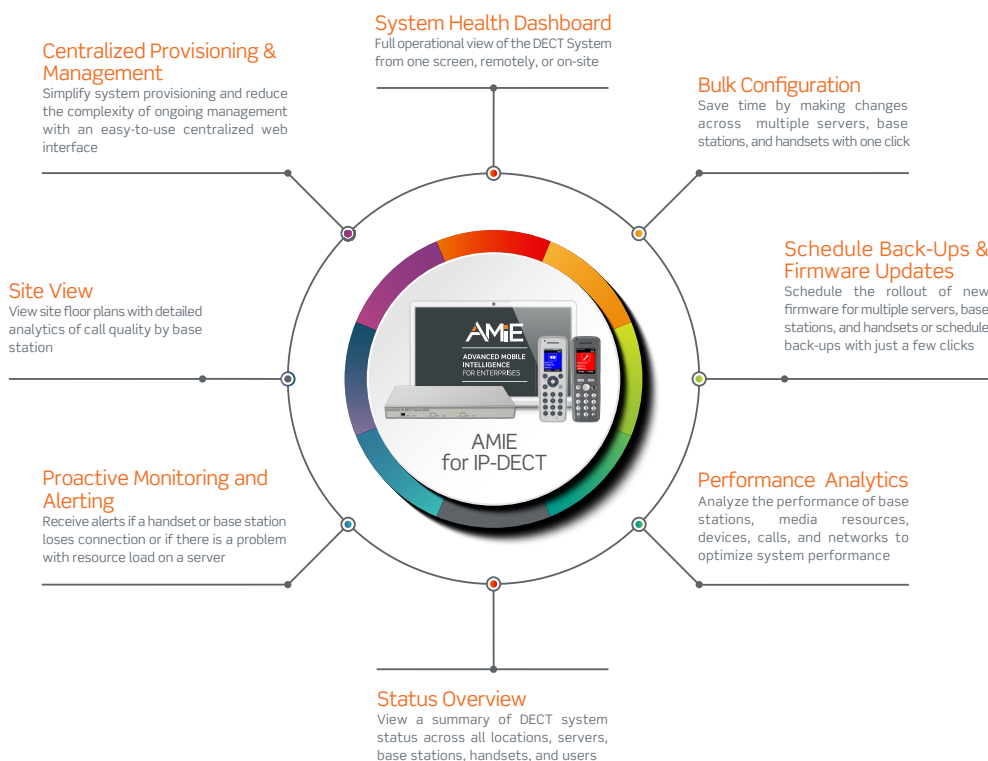 System Health Dashboard
Full operational view of the DECT System
from one screen, remotely, or on-site
Centralized Provisioning &
Management
Simplify system provisioning and reduce
the complexity of ongoing management
with an easy-to-use centralized web
interface
Bulk Configuration
Save time by making changes
across multiple servers, base
stations, and handsets with one click
Site View
View site floor plans with detailed
analytics of call quality by base
station
Schedule Back-Ups &
Firmware Updates
Schedule the rollout of new
firmware for multiple servers, base
stations, and handsets or schedule
back-ups with just a few clicks
AMiE
ADVANCED MOBILE
INTELLIGENCE
FOR ENTERPRISES
AMIE
for IP-DECT
Proactive Monitoring and
Alerting
Receive alerts if a handset or base station
loses connection or if there is a problem
with resource load on a server
Performance Analytics
Analyze the performance of base
stations, media resources,
devices, calls, and networks to
optimize system performance
Status Overview
View a summary of DECT system
status across all locations, servers,
base stations, handsets, and users